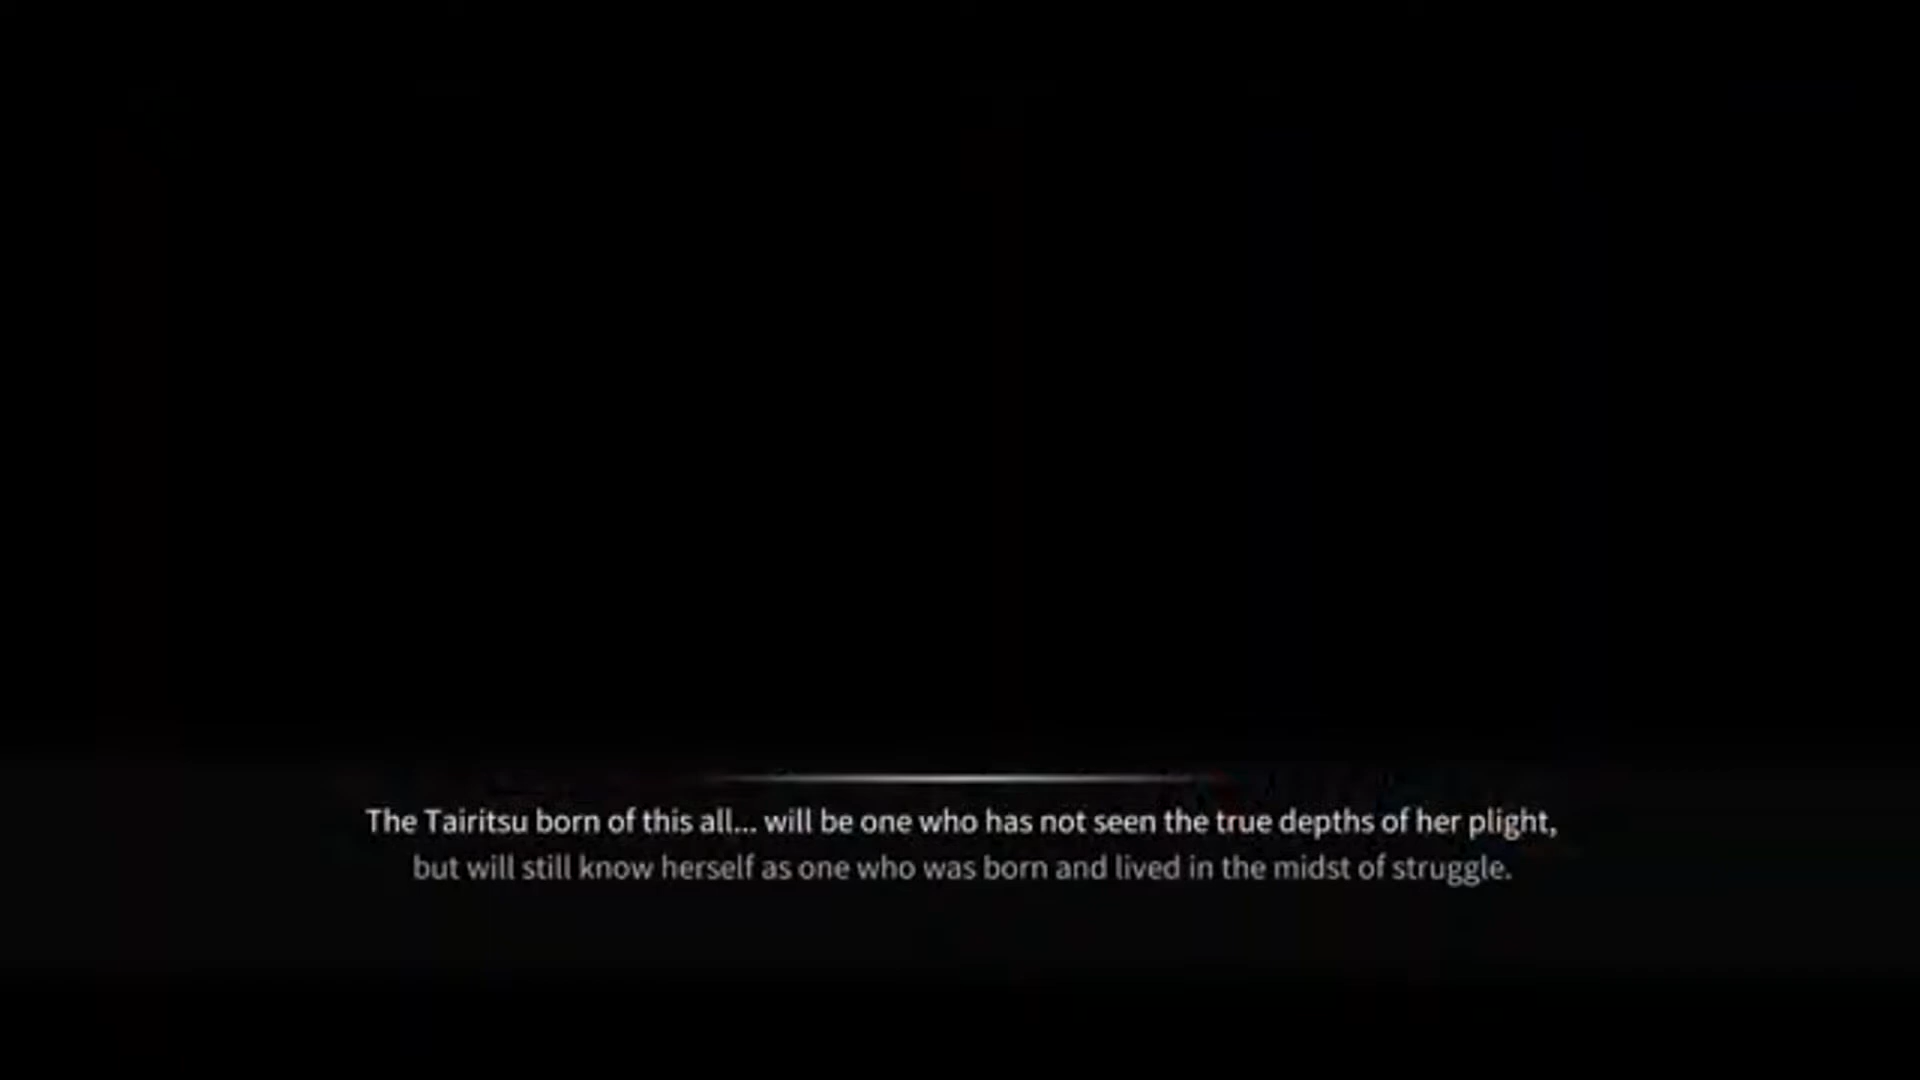 The Tairitsu born of this all... will be one who has not seen the true depths of her plight,
but will still know herself as one who was born and lived in the midst of struggle.